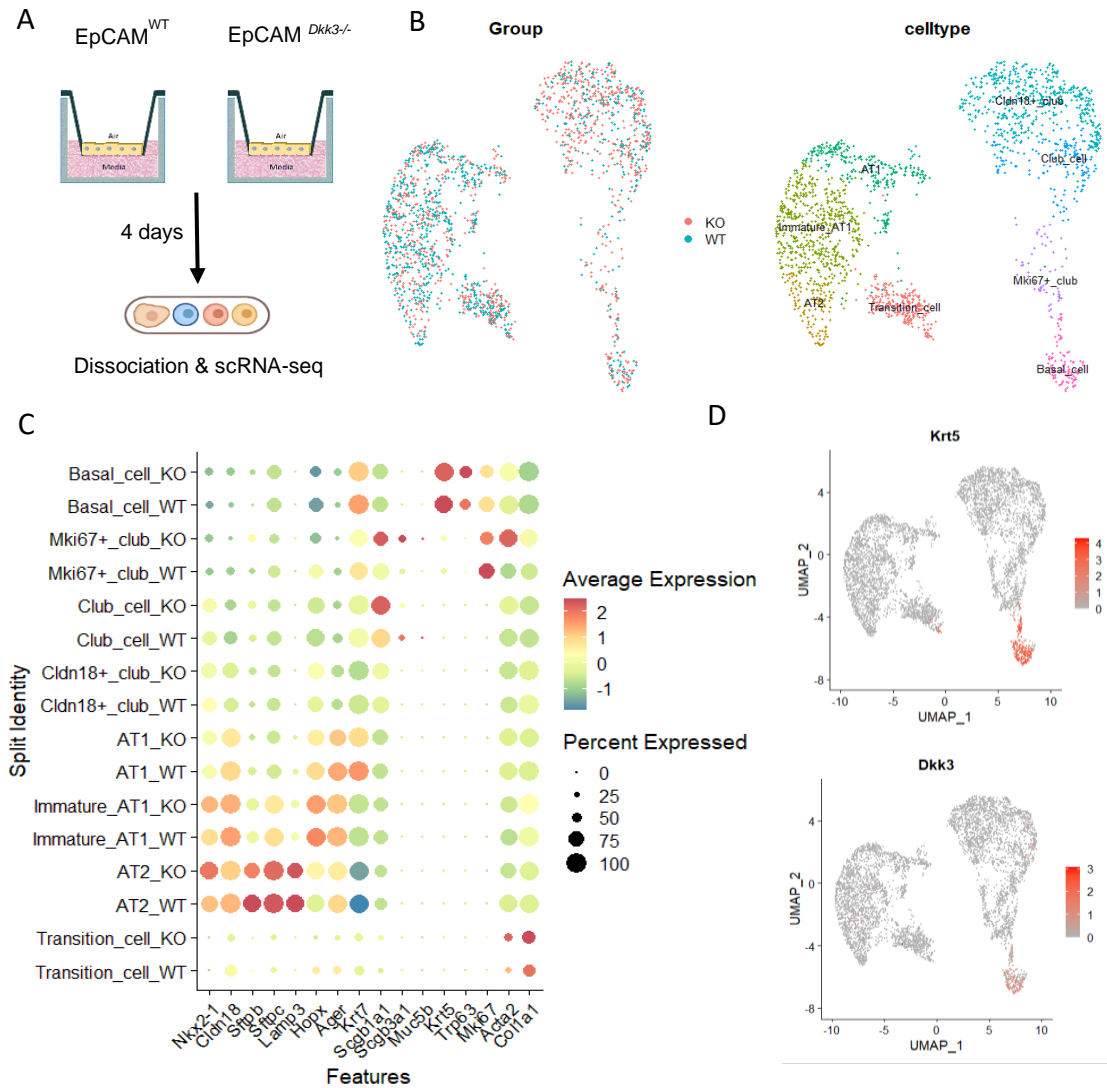 A
EpCAM WT
EpCAM Dkk3-/-
Air
Media
Air
Media
4 days
Dissociation & scRNA-seq
B
Group
KO
WT
celltype
Cldn18+_club
Club_cell
AT1
Immature_AT1
Mki67+_club
AT2
Transition_cell
Basal_cell
C
Split Identity
Basal_cell_KO
Basal_cell_WT
Mki67+_club_KO
Mki67+_club_WT
Club_cell_KO
Club_cell_WT
Cldn18+_club_KO
Cldn18+_club_WT
AT1_KO
AT1_WT
Immature_AT1_KO
Immature_AT1_WT
AT2_KO
AT2_WT
Transition_cell_KO
Transition_cell_WT
Nkx2-1
Cldn18
Sftpb
Sftpc
Lamp3
Hopx
Ager
Krt7
Scgb1a1
Scgb3a1
Muc5b
Krt5
Trp63
Mki67
Acta2
Col1a1
Features
Average Expression
2
1
0
-1
Percent Expressed
0
25
50
75
100
D
Krt5
UMAP_2
4
0
-4
-8
-10
-5
0
5
10
UMAP_1
4
3
2
1
0
Dkk3
UMAP_2
4
0
-4
-8
-10
-5
0
5
10
UMAP_1
3
2
1
0